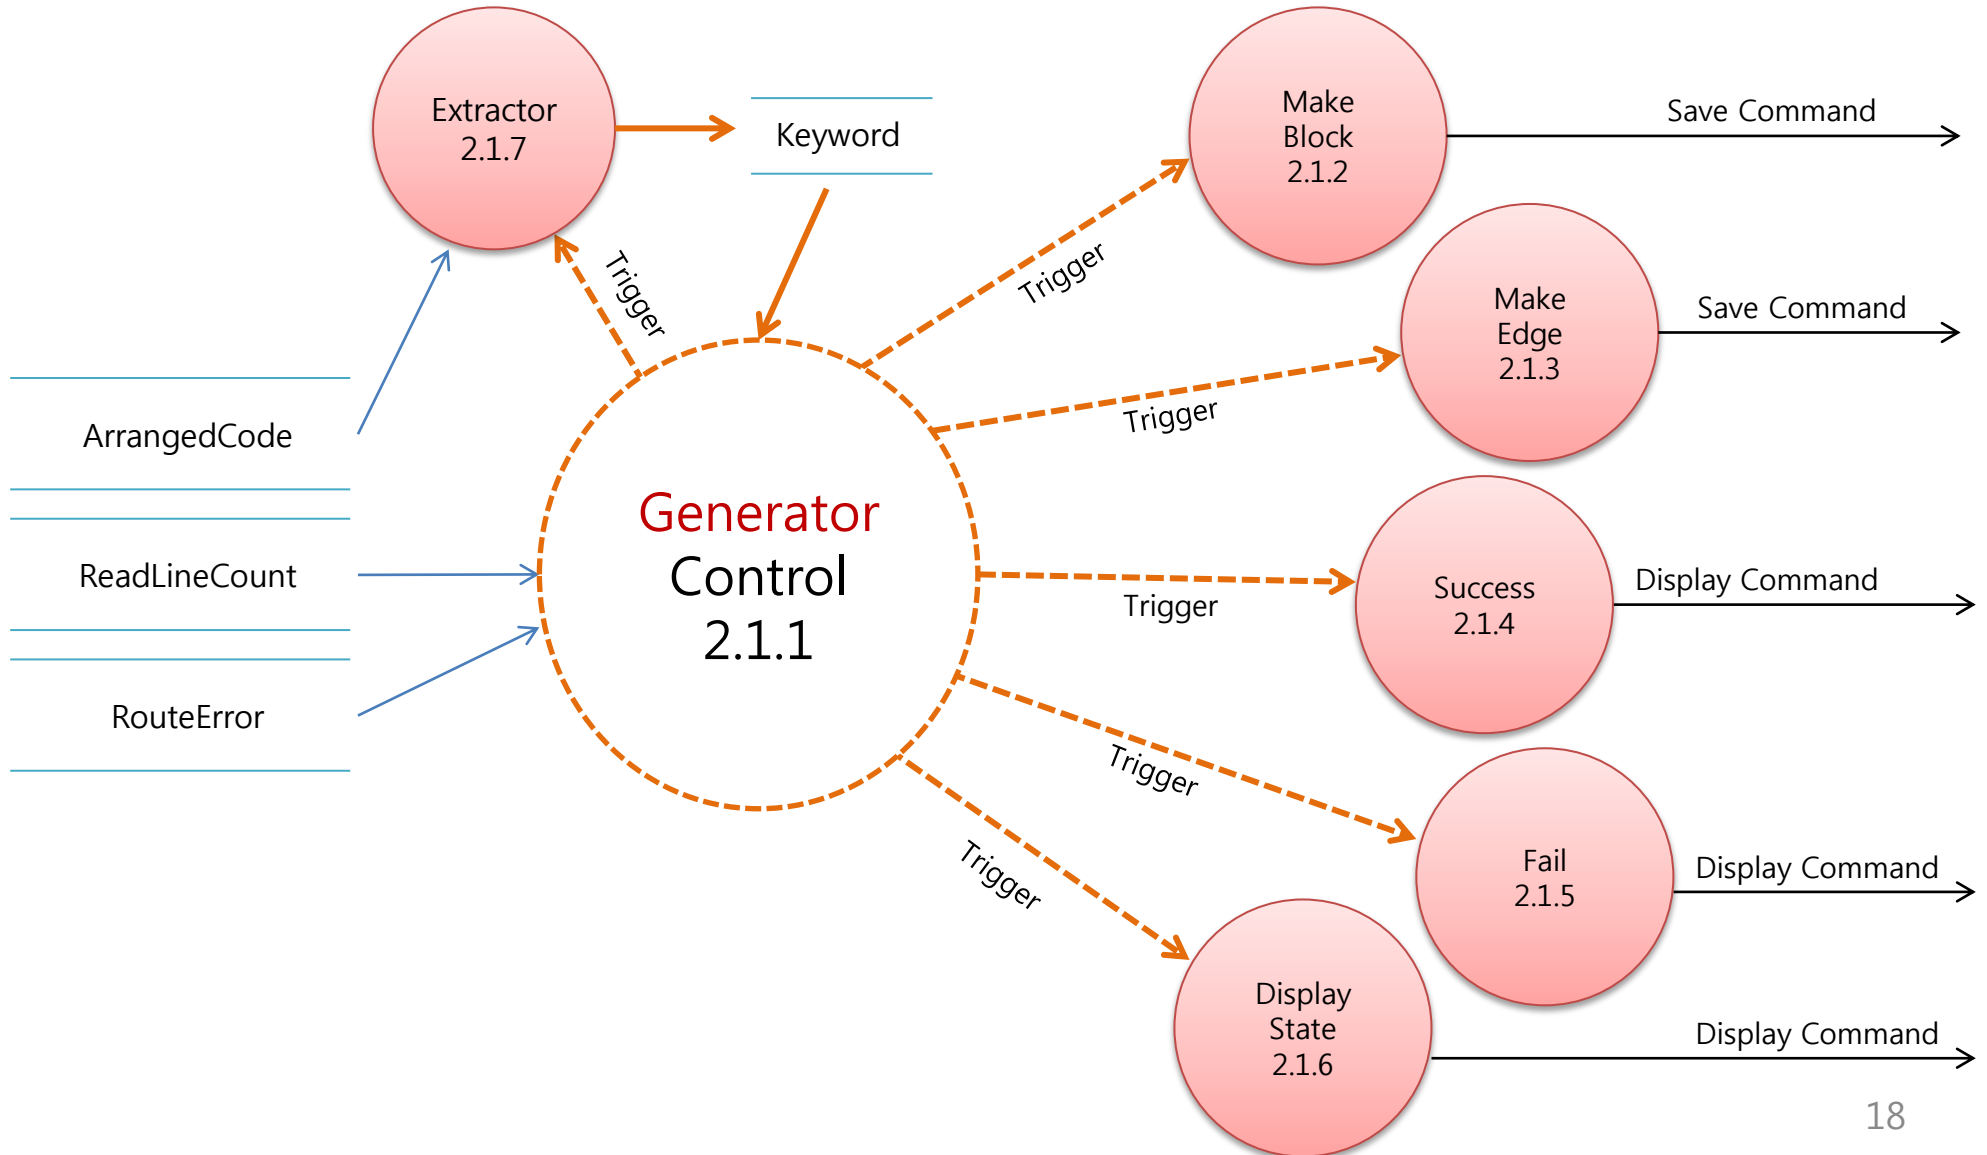 Extractor
2.1.7
Keyword
Make
Block
2.1.2
Save Command
Trigger
Trigger
Make
Edge
2.1.3
Save Command
Trigger
ArrangedCode
ReadLineCount
RouteError
Generator
Control
2.1.1
Trigger
Success
2.1.4
Display Command
Trigger
Fail
2.1.5
Display Command
Trigger
Display
State
2.1.6
Display Command
18